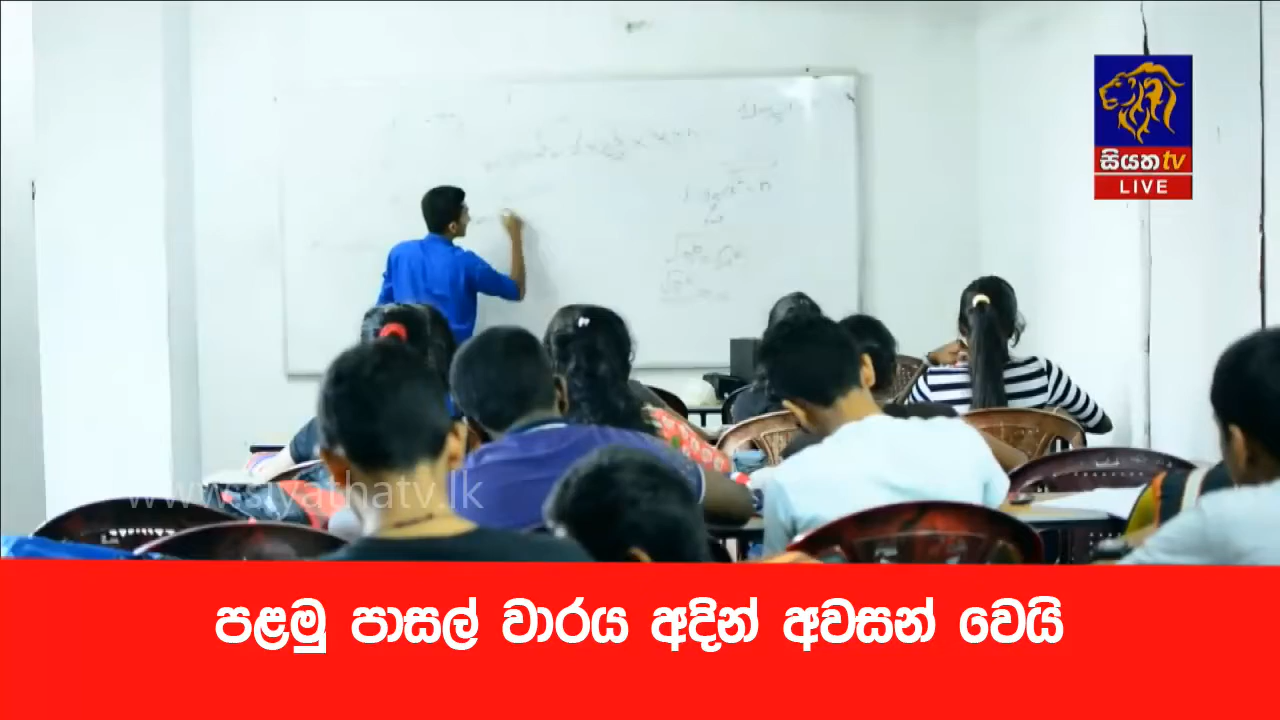 සියත tv
LIVE
www.siyathatv.lk
පළමු පාසල් වාරය අදින් අවසන් වෙයි